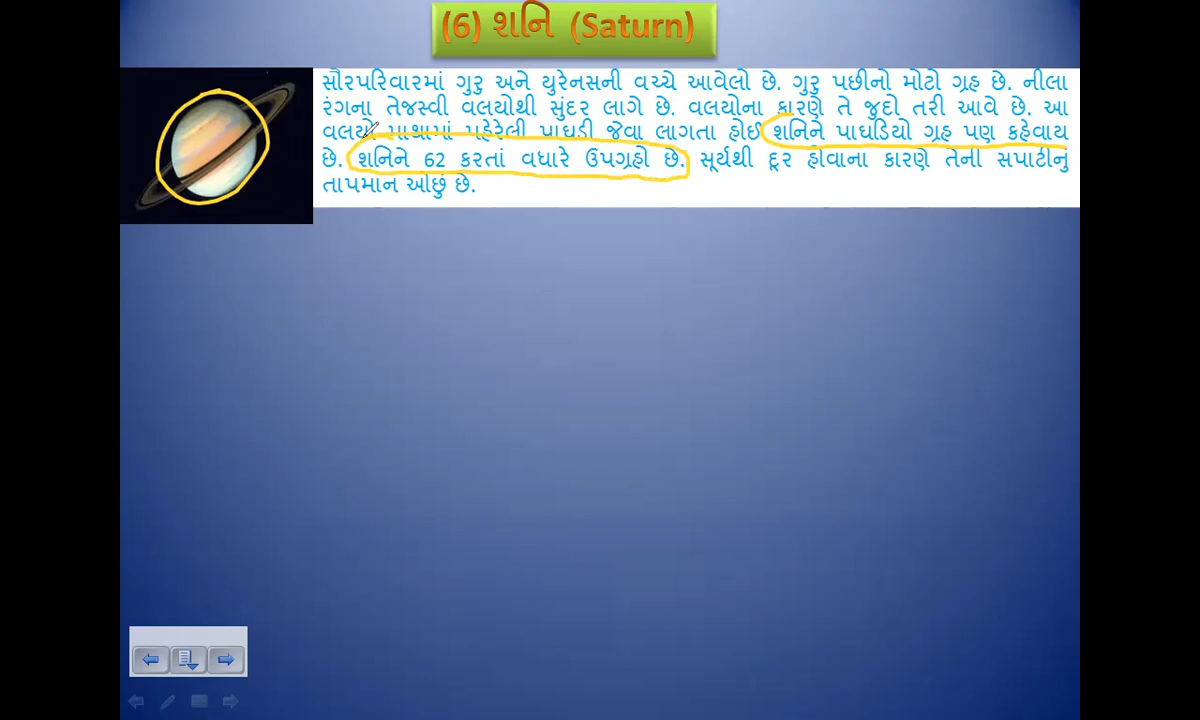 (6) શનિ (Saturn)
સૌરપરિવારમાં ગુરુ અને યુરેનસની વચ્ચે આવેલો છે. ગુરુ પછીનો મોટો ગ્રહ છે. નીલા
રંગના તેજસ્વી વલયોથી સુંદર લાગે છે. વલયોના કારણે તે જુદો તરી આવે છે. આ
વલયો માથામાં પહેરેલી પાઘડી જેવા લાગતા હોઈ શનિને પાઘડિયો ગ્રહ પણ કહેવાય
છે. શનિને 62 કરતાં વધારે ઉપગ્રહો છે. સૂર્યથી દૂર હોવાના કારણે તેની સપાટીનું
તાપમાન ઓછું છે.